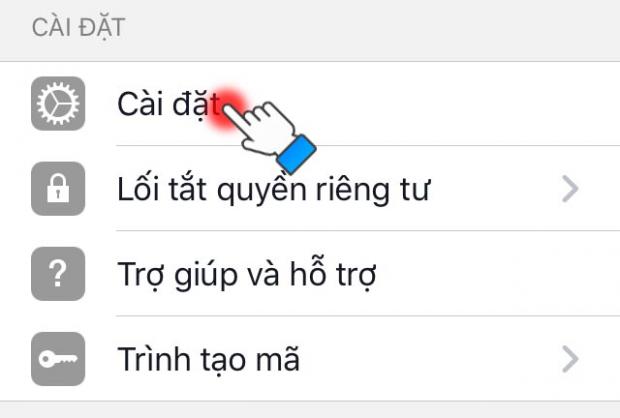 CÀI ĐẶT
Cài đặt
Lối tắt quyền riêng tư
?
Trợ giúp và hỗ trợ
Trình tạo mã